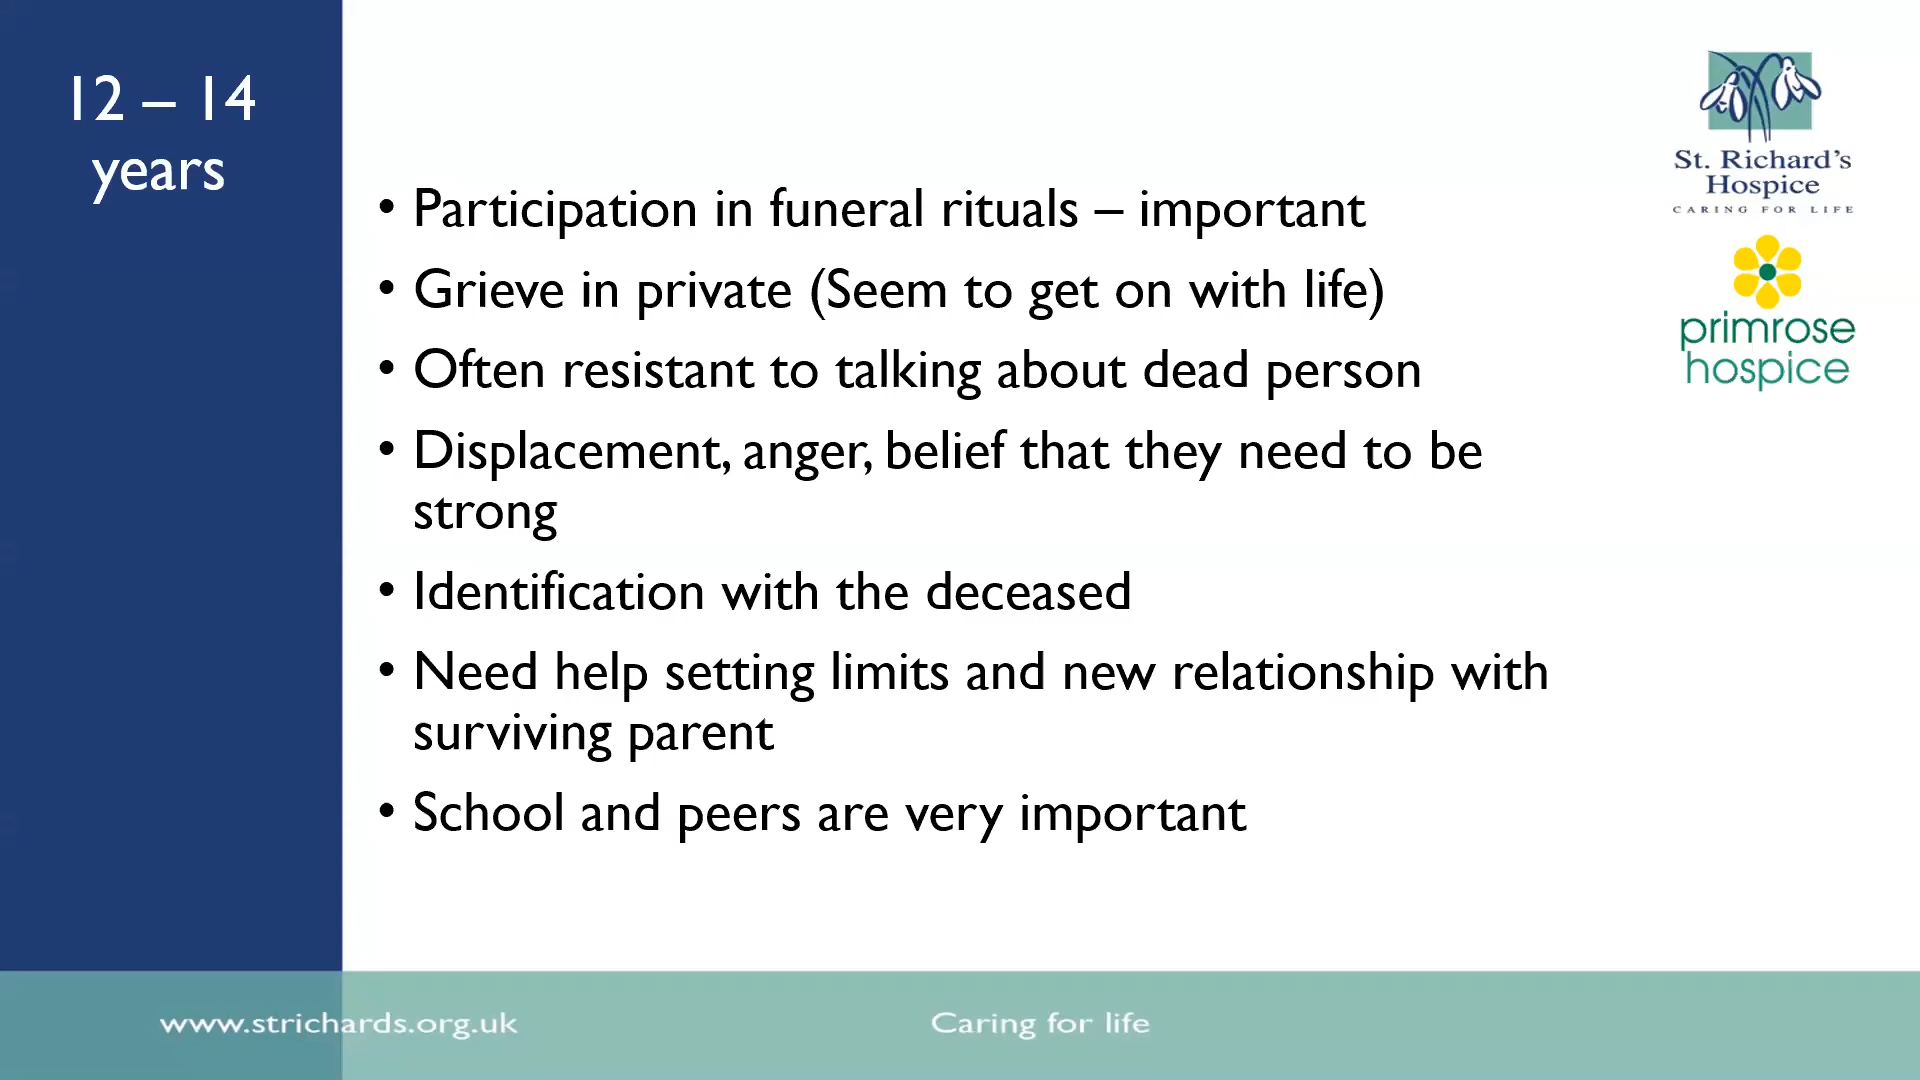 12 – 14
years
• Participation in funeral rituals – important
• Grieve in private (Seem to get on with life)
• Often resistant to talking about dead person
• Displacement, anger, belief that they need to be
strong
• Identification with the deceased
• Need help setting limits and new relationship with
surviving parent
• School and peers are very important
St. Richard's
Hospice
CARING FOR LIFE
primrose
hospice
www.strichards.org.uk
Caring for life